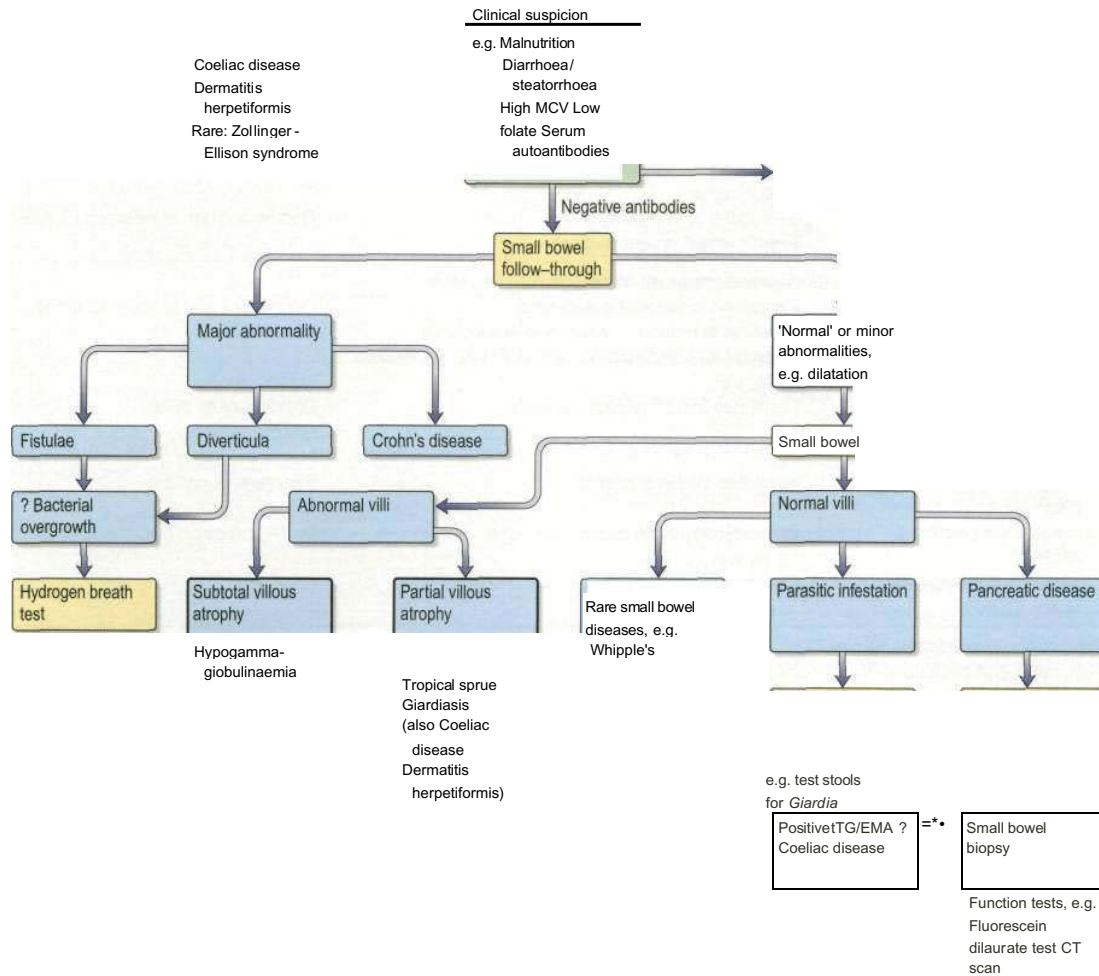 Clinical suspicion
e.g. Malnutrition
Diarrhoea/
steatorrhoea
High MCV Low
folate Serum
autoantibodies
Coeliac disease
Dermatitis
herpetiformis
Rare: Zollinger -
Ellison syndrome
Negative antibodies
Small bowel
follow–through
Major abnormality
'Normal' or minor
abnormalities,
e.g. dilatation
Fistulae
Diverticula
Crohn's disease
Small bowel
? Bacterial
overgrowth
Abnormal villi
Normal villi
Hydrogen breath
test
Subtotal villous
atrophy
Partial villous
atrophy
Rare small bowel
diseases, e.g.
Whipple's
Parasitic infestation
Pancreatic disease
Hypogamma-
giobulinaemia
Tropical sprue
Giardiasis
(also Coeliac
disease
Dermatitis
herpetiformis)
e.g. test stools
for Giardia
PositivetTG/EMA ?
Coeliac disease
=*•
Small bowel
biopsy
Function tests, e.g.
Fluorescein
dilaurate test CT
scan